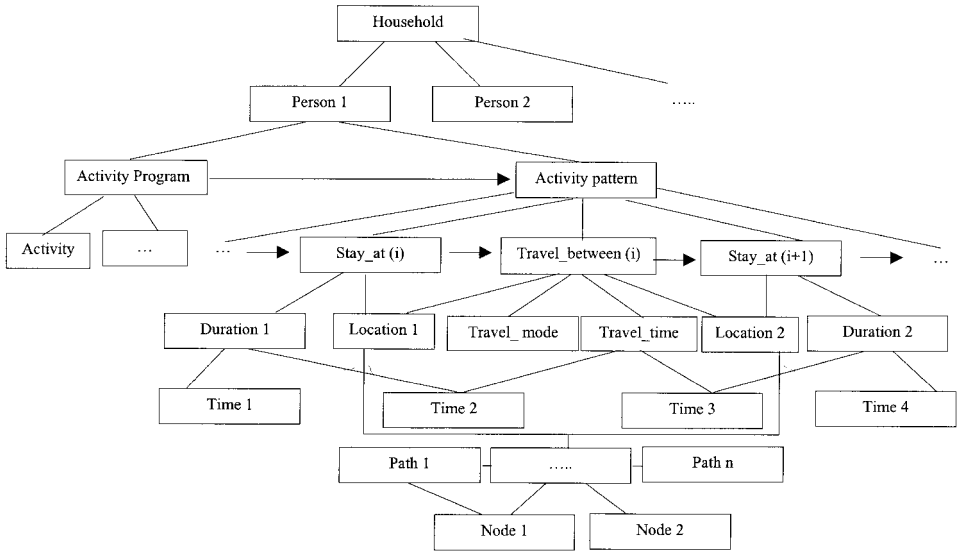 Household
Person 1
Person 2
.....
Activity Program
Activity pattern
Activity
...
...
Stay_at (i)
Travel_between (i)
Stay_at (i+1)
...
Duration 1
Location 1
Travel_ mode
Travel_time
Location 2
Duration 2
Time 1
Time 2
Time 3
Time 4
Path 1
.....
Path n
Node 1
Node 2